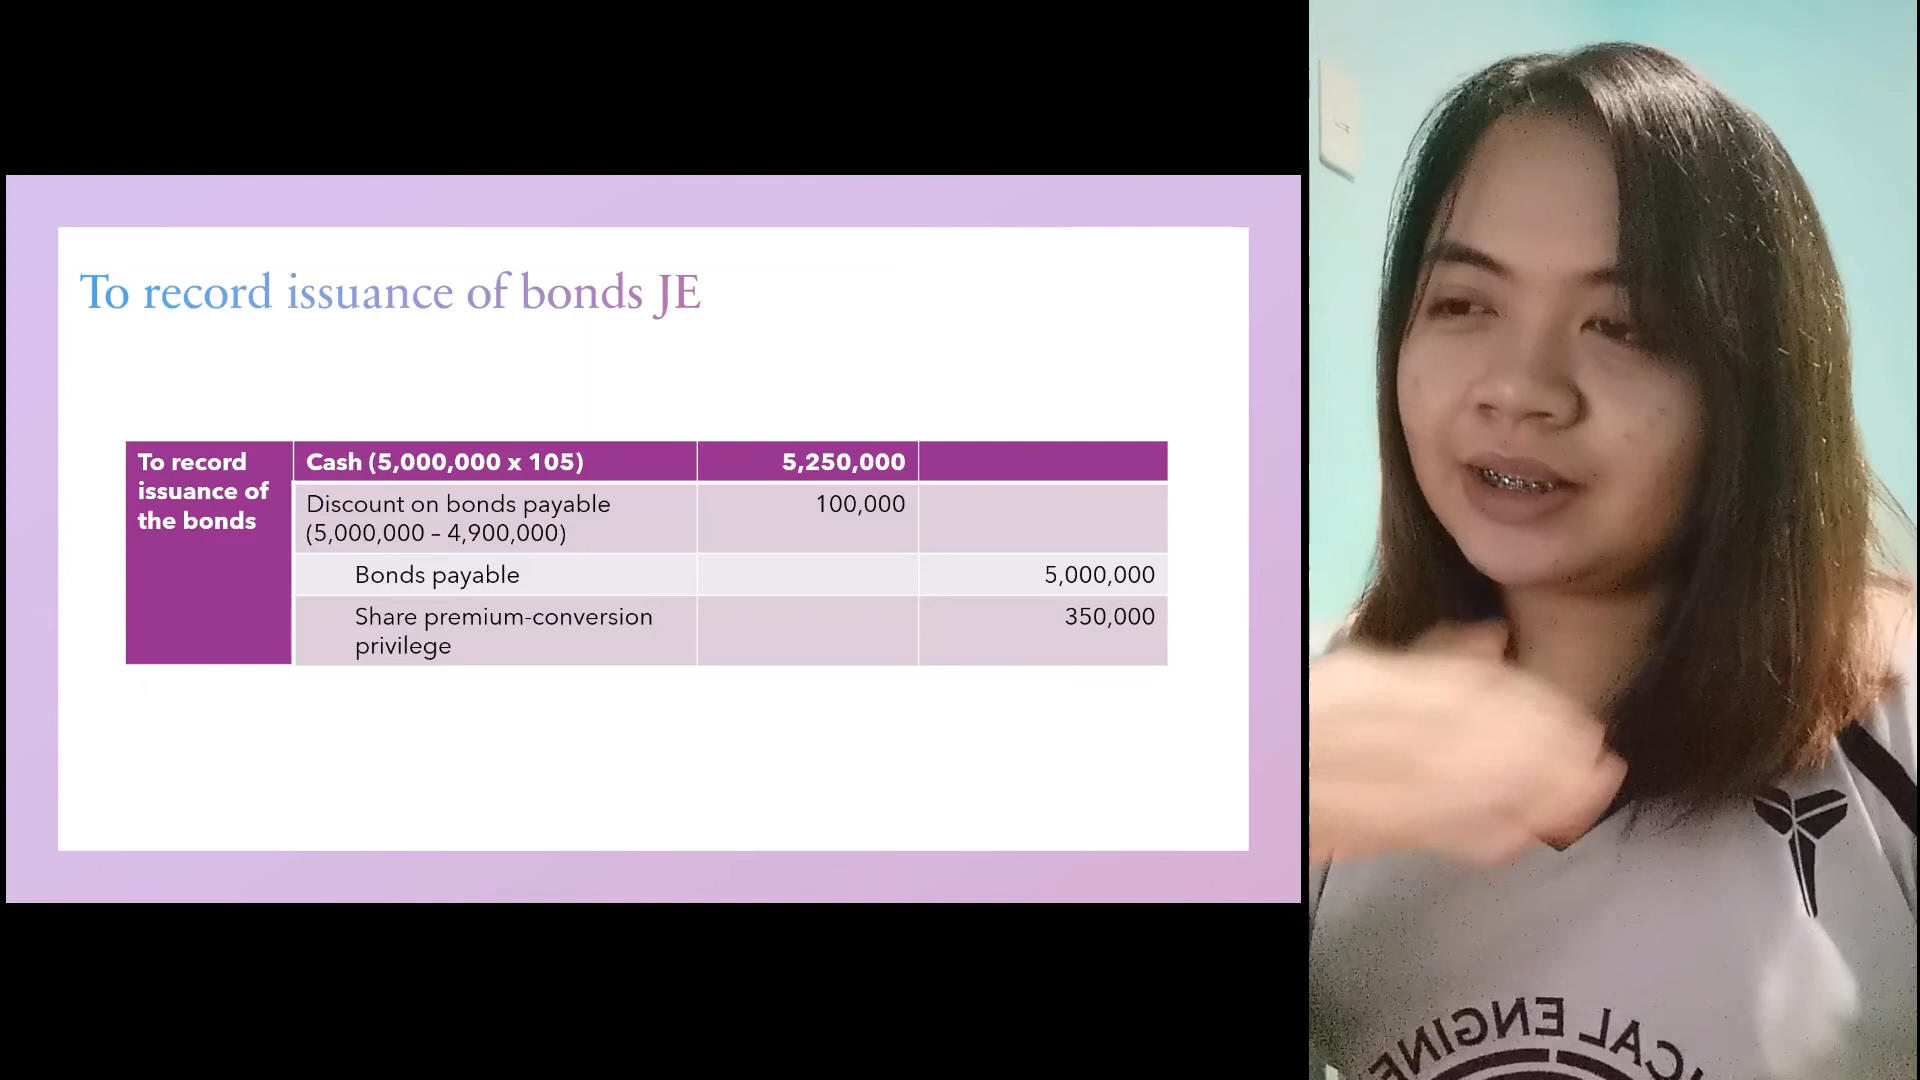 To record issuance of bonds JE
To record
issuance of
the bonds
Cash (5,000,000 x 105)
5,250,000
Discount on bonds payable
(5,000,000 – 4,900,000)
100,000
Bonds payable
5,000,000
Share premium-conversion
privilege
350,000
CAL ENGINE